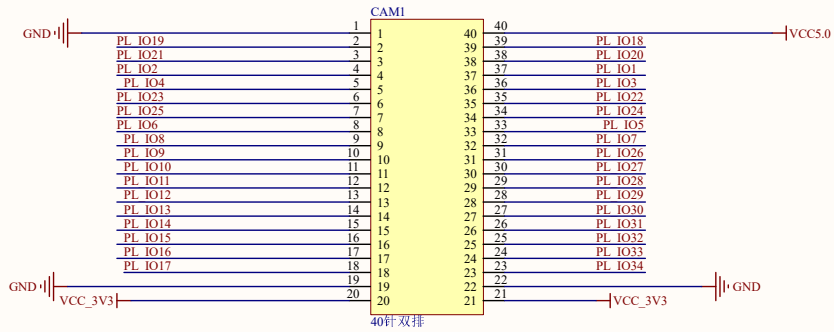 CAM1
GND 1 1 40 40 VCC5.0
PL_IO19 2 2 39 39 PL_IO18
PL_IO21 3 3 38 38 PL_IO20
PL_IO2 4 4 37 37 PL_IO1
PL_IO4 5 5 36 36 PL_IO3
PL_IO23 6 6 35 35 PL_IO22
PL_IO25 7 7 34 34 PL_IO24
PL_IO6 8 8 33 33 PL_IO5
PL_IO8 9 9 32 32 PL_IO7
PL_IO9 10 10 31 31 PL_IO26
PL_IO10 11 11 30 30 PL_IO27
PL_IO11 12 12 29 29 PL_IO28
PL_IO12 13 13 28 28 PL_IO29
PL_IO13 14 14 27 27 PL_IO30
PL_IO14 15 15 26 26 PL_IO31
PL_IO15 16 16 25 25 PL_IO32
PL_IO16 17 17 24 24 PL_IO33
PL_IO17 18 18 23 23 PL_IO34
GND 19 19 22 22 GND
VCC_3V3 20 20 21 21 VCC_3V3
40针双排